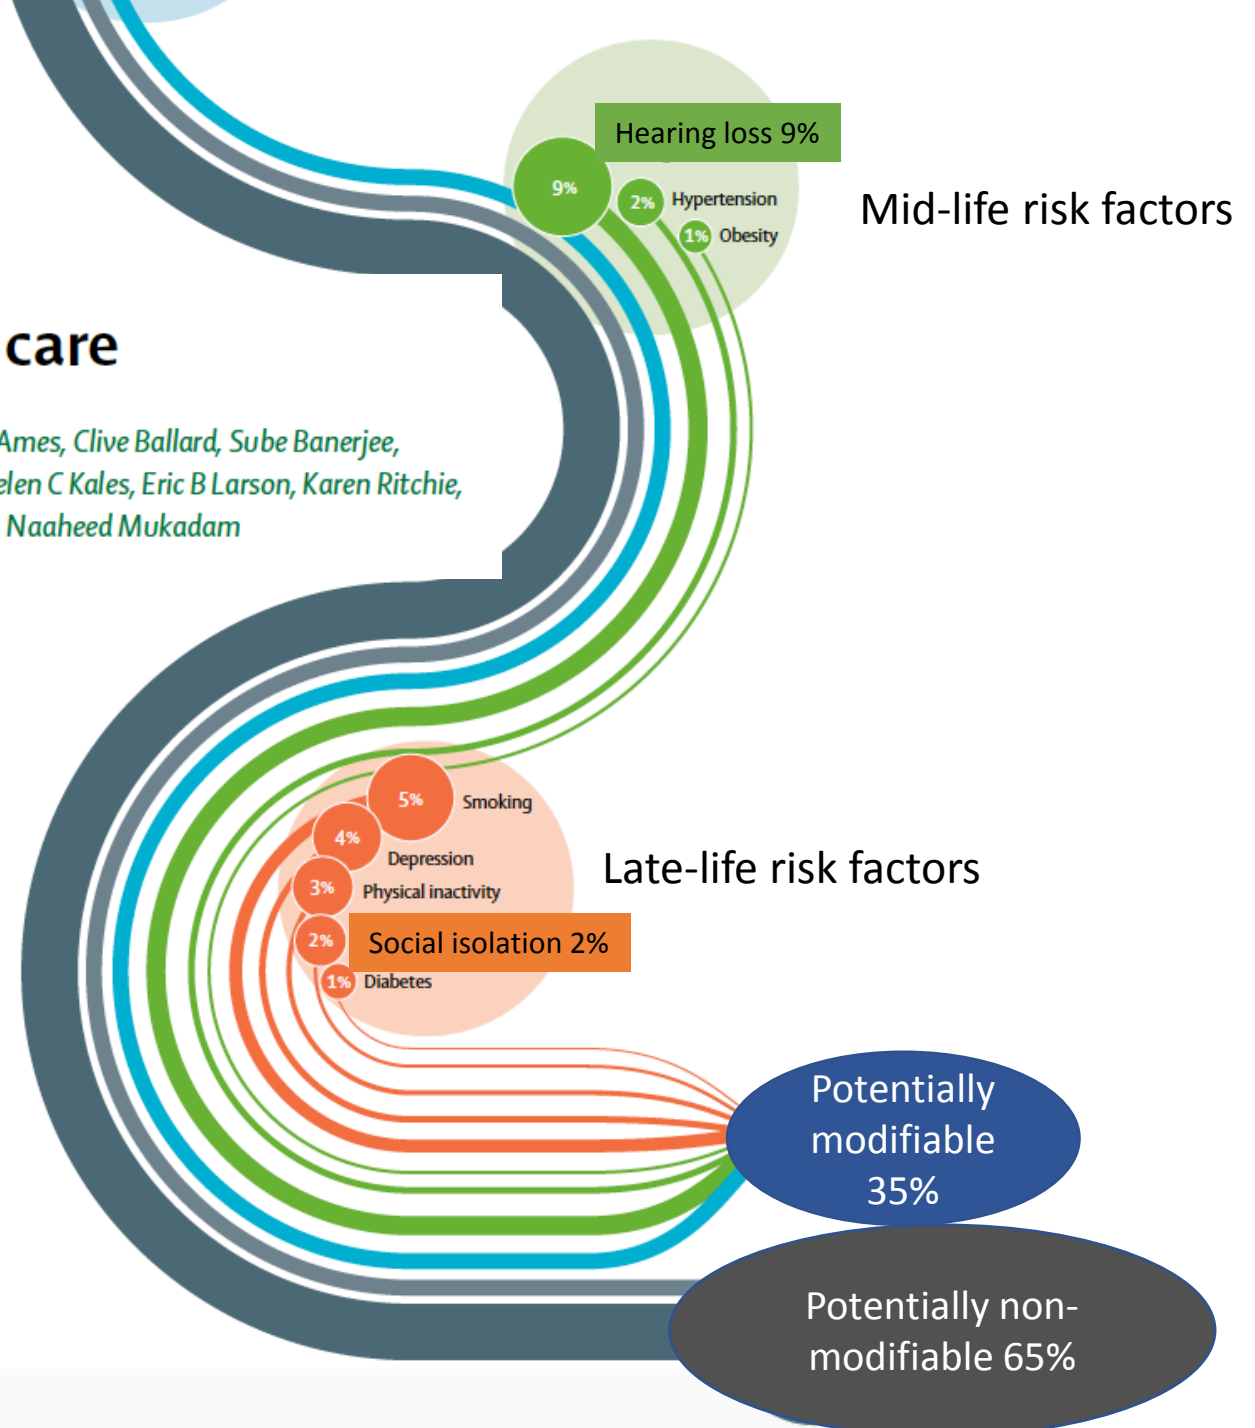 Hearing loss 9%
9%
2%
Hypertension
1%
Obesity
Mid-life risk factors
care
Ames, Clive Ballard, Sube Banerjee,
elen C Kales, Eric B Larson, Karen Ritchie,
Naaheed Mukadam
5%
Smoking
4%
Depression
3%
Physical inactivity
Late-life risk factors
2%
Social isolation 2%
1%
Diabetes
Potentially
modifiable
35%
Potentially non-
modifiable 65%